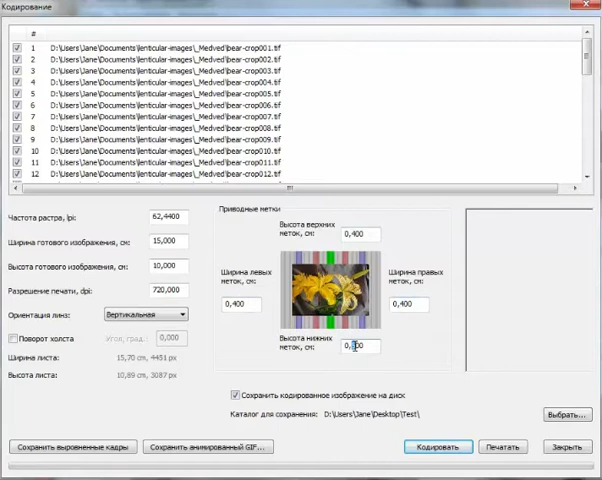 Кодирование
#
1 D:\Users\Jane\Documents\lenticular-images\_Medved\bear-crop001.tif
2 D:\Users\Jane\Documents\lenticular-images\_Medved\bear-crop002.tif
3 D:\Users\Jane\Documents\lenticular-images\_Medved\bear-crop003.tif
4 D:\Users\Jane\Documents\lenticular-images\_Medved\bear-crop004.tif
5 D:\Users\Jane\Documents\lenticular-images\_Medved\bear-crop005.tif
6 D:\Users\Jane\Documents\lenticular-images\_Medved\bear-crop006.tif
7 D:\Users\Jane\Documents\lenticular-images\_Medved\bear-crop007.tif
8 D:\Users\Jane\Documents\lenticular-images\_Medved\bear-crop008.tif
9 D:\Users\Jane\Documents\lenticular-images\_Medved\bear-crop009.tif
10 D:\Users\Jane\Documents\lenticular-images\_Medved\bear-crop010.tif
11 D:\Users\Jane\Documents\lenticular-images\_Medved\bear-crop011.tif
12 D:\Users\Jane\Documents\lenticular-images\_Medved\bear-crop012.tif
Частота растра, lpi: 62,4400
Ширина готового изображения, см: 15,000
Высота готового изображения, см: 10,000
Разрешение печати, dpi: 720,000
Ориентация линз: Вертикальная
Поворот холста Угол, град.: 0,000
Ширина листа: 15,70 cm, 4451 px
Высота листа: 10,89 cm, 3087 px
Приводные метки
Высота верхних
меток, см: 0,400
Ширина левых
меток, см:
0,400
Ширина правых
меток, см:
0,400
Высота нижних
меток, см:
Сохранить кодированное изображение на диск
Каталог для сохранения: D:\Users\Jane\Desktop\Test\
Выбрать...
Сохранить выровненные кадры Сохранить анимированный GIF... Кодировать Печатать Закрыть